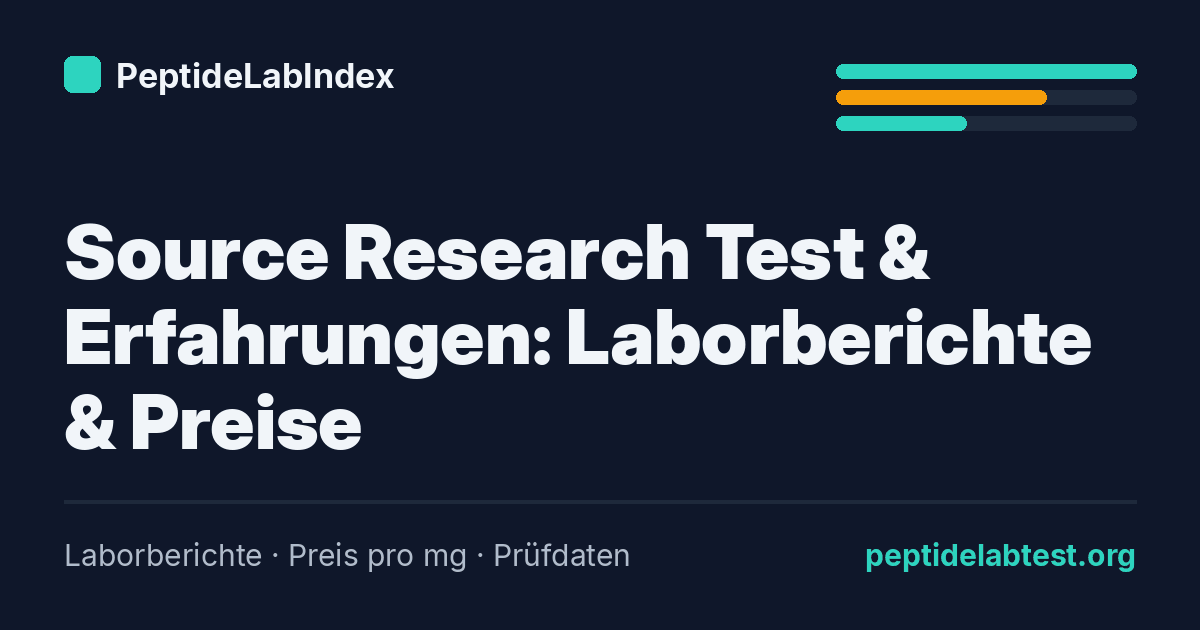 PeptideLabIndex
Source Research Test &
Erfahrungen: Laborberichte
& Preise
Laborberichte · Preis pro mg · Prüfdaten
peptidelabtest.org